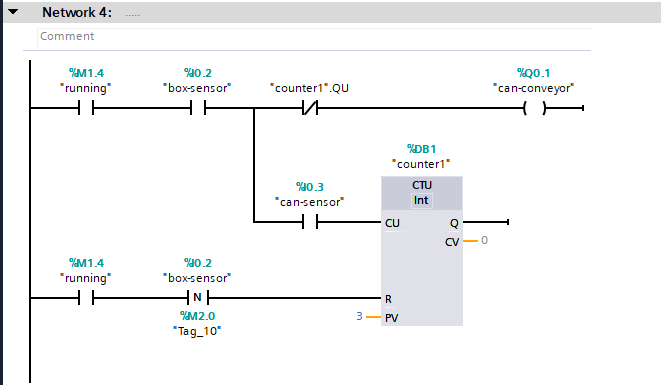 Network 4: .....
Comment
%M1.4 %I0.2 %Q0.1
"running" "box-sensor" "counter1".QU "can-conveyor"
%DB1
"counter1"
%I0.3 CTU
"can-sensor" Int
CU Q
CV 0
%M1.4 %I0.2
"running" "box-sensor"
N R
%M2.0 3 PV
"Tag_10"